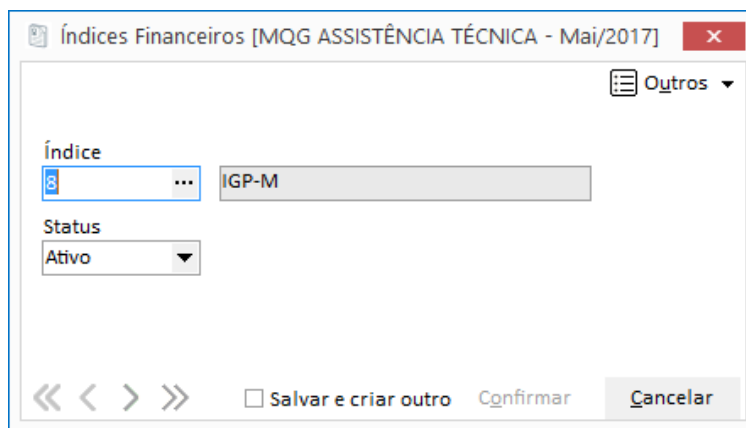 Índices Financeiros [MQG ASSISTÊNCIA TÉCNICA - Mai/2017]
Outros
Índice
8 ... IGP-M
Status
Ativo
Salvar e criar outro Confirmar Cancelar